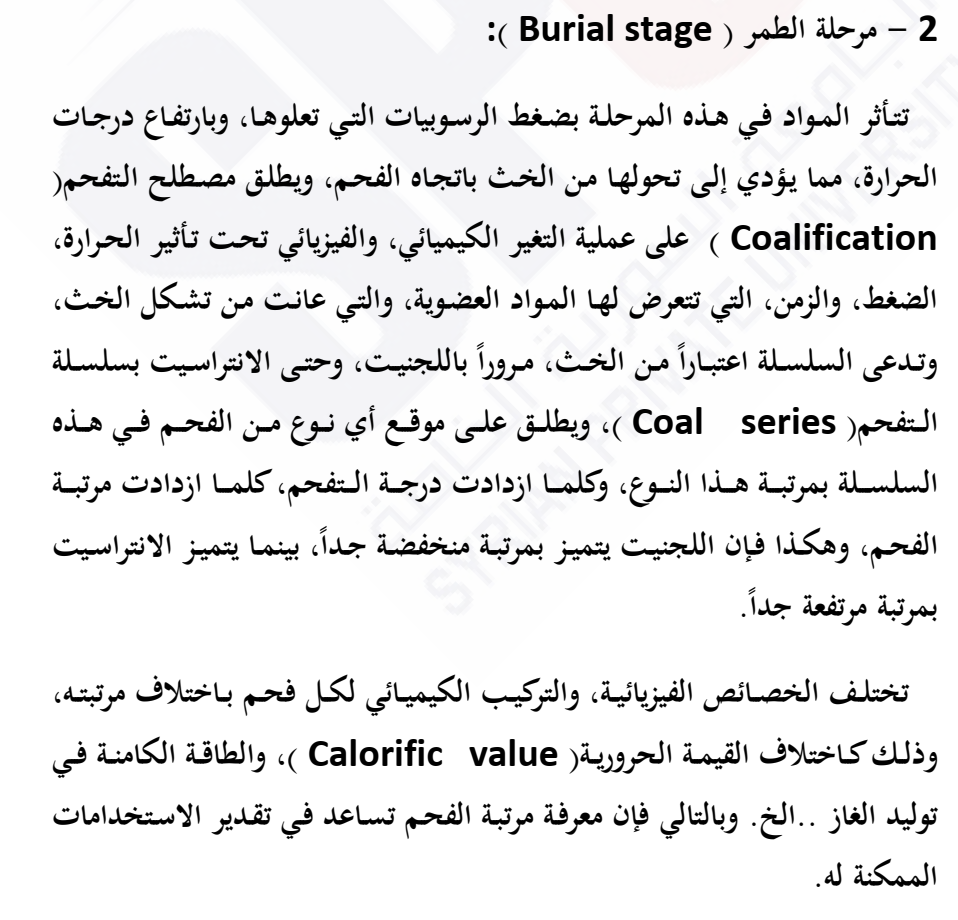 2 – مرحلة الطمر ( Burial stage ):
تتأثر المواد في هذه المرحلة بضغط الرسوبيات التي تعلوها، وبارتفاع درجات
الحرارة، مما يؤدي إلى تحولها من الخث باتجاه الفحم، ويطلق مصطلح التفحم(
Coalification ) على عملية التغير الكيميائي، والفيزيائي تحت تأثير الحرارة،
الضغط، والزمن، التي تتعرض لها المواد العضوية، والتي عانت من تشكل الخث،
وتدعى السلسلة اعتباراً من الخث، مروراً باللجنيت، وحتى الانتراسيت بسلسلة
التفحم( Coal series )، ويطلق على موقع أي نوع من الفحم في هذه
السلسلة بمرتبة هذا النوع، وكلما ازدادت درجة التفحم، كلما ازدادت مرتبة
الفحم، وهكذا فإن اللجنيت يتميز بمرتبة منخفضة جداً، بينما يتميز الانتراسيت
بمرتبة مرتفعة جداً.
تختلف الخصائص الفيزيائية، والتركيب الكيميائي لكل فحم باختلاف مرتبته،
وذلك كاختلاف القيمة الحرورية( Calorific value )، والطاقة الكامنة في
توليد الغاز ..الخ. وبالتالي فإن معرفة مرتبة الفحم تساعد في تقدير الاستخدامات
الممكنة له.
SYRIAN PRIVATE UNIVERSITY